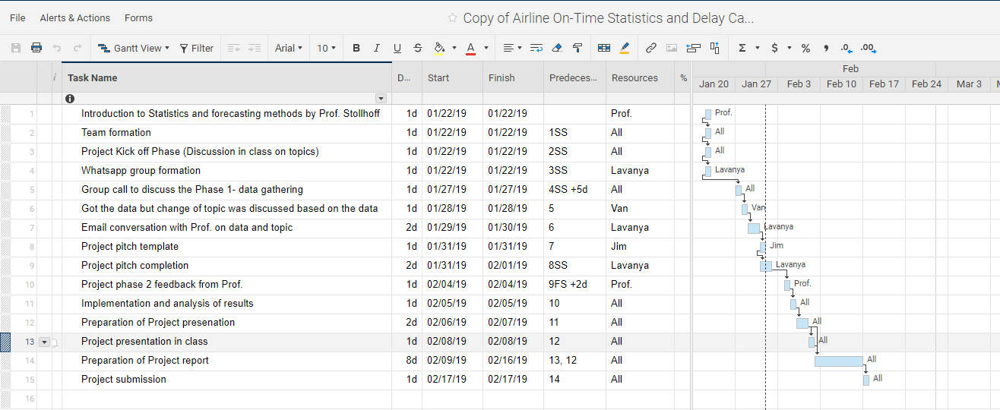 File Alerts & Actions Forms Copy of Airline On-Time Statistics and Delay Ca...
Gantt View Filter Arial 10 B I U S A Σ $ % , .0 .00
Feb
i Task Name D... Start Finish Predeces... Resources % Jan 20 Jan 27 Feb 3 Feb 10 Feb 17 Feb 24 Mar 3
1 Introduction to Statistics and forecasting methods by Prof. Stollhoff 1d 01/22/19 01/22/19 Prof. Prof.
2 Team formation 1d 01/22/19 01/22/19 1SS All All
3 Project Kick off Phase (Discussion in class on topics) 1d 01/22/19 01/22/19 2SS All All
4 Whatsapp group formation 1d 01/22/19 01/22/19 3SS Lavanya Lavanya
5 Group call to discuss the Phase 1- data gathering 1d 01/27/19 01/27/19 4SS +5d All All
6 Got the data but change of topic was discussed based on the data 1d 01/28/19 01/28/19 5 Van Van
7 Email conversation with Prof. on data and topic 2d 01/29/19 01/30/19 6 Lavanya Lavanya
8 Project pitch template 1d 01/31/19 01/31/19 7 Jim Jim
9 Project pitch completion 2d 01/31/19 02/01/19 8SS Lavanya Lavanya
10 Project phase 2 feedback from Prof. 1d 02/04/19 02/04/19 9FS +2d Prof. Prof.
11 Implementation and analysis of results 1d 02/05/19 02/05/19 10 All All
12 Preparation of Project presenation 2d 02/06/19 02/07/19 11 All All
13 Project presentation in class 1d 02/08/19 02/08/19 12 All All
14 Preparation of Project report 8d 02/09/19 02/16/19 13, 12 All All
15 Project submission 1d 02/17/19 02/17/19 14 All All
16